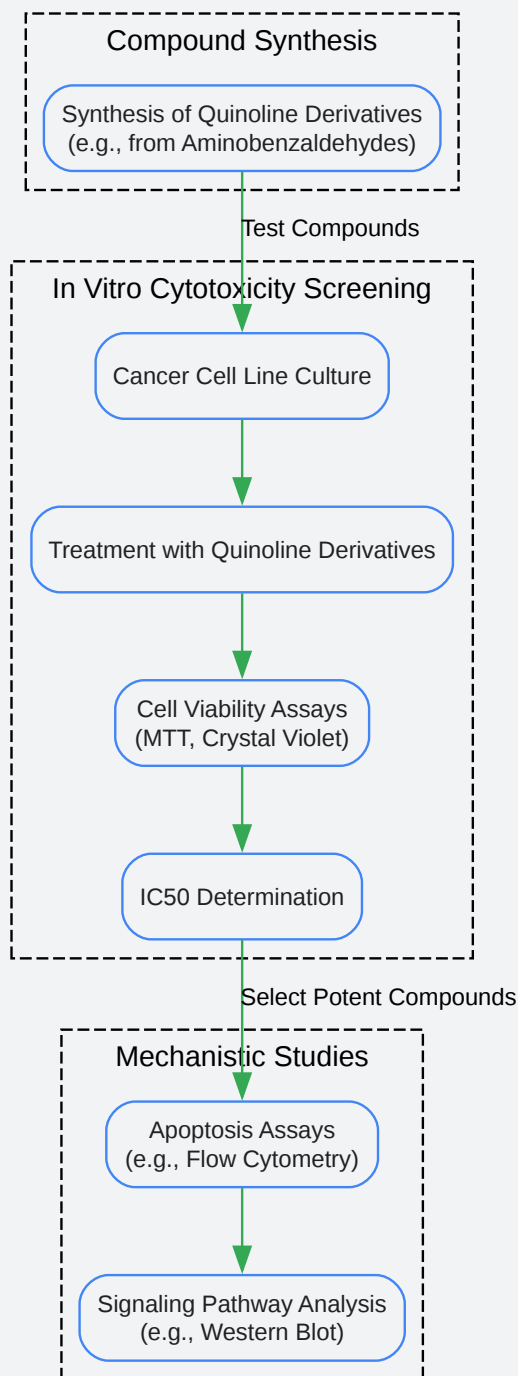 Compound Synthesis
Synthesis of Quinoline Derivatives
(e.g., from Aminobenzaldehydes)
Test Compounds
In Vitro Cytotoxicity Screening
Cancer Cell Line Culture
Treatment with Quinoline Derivatives
Cell Viability Assays
(MTT, Crystal Violet)
IC50 Determination
Select Potent Compounds
Mechanistic Studies
Apoptosis Assays
(e.g., Flow Cytometry)
Signaling Pathway Analysis
(e.g., Western Blot)